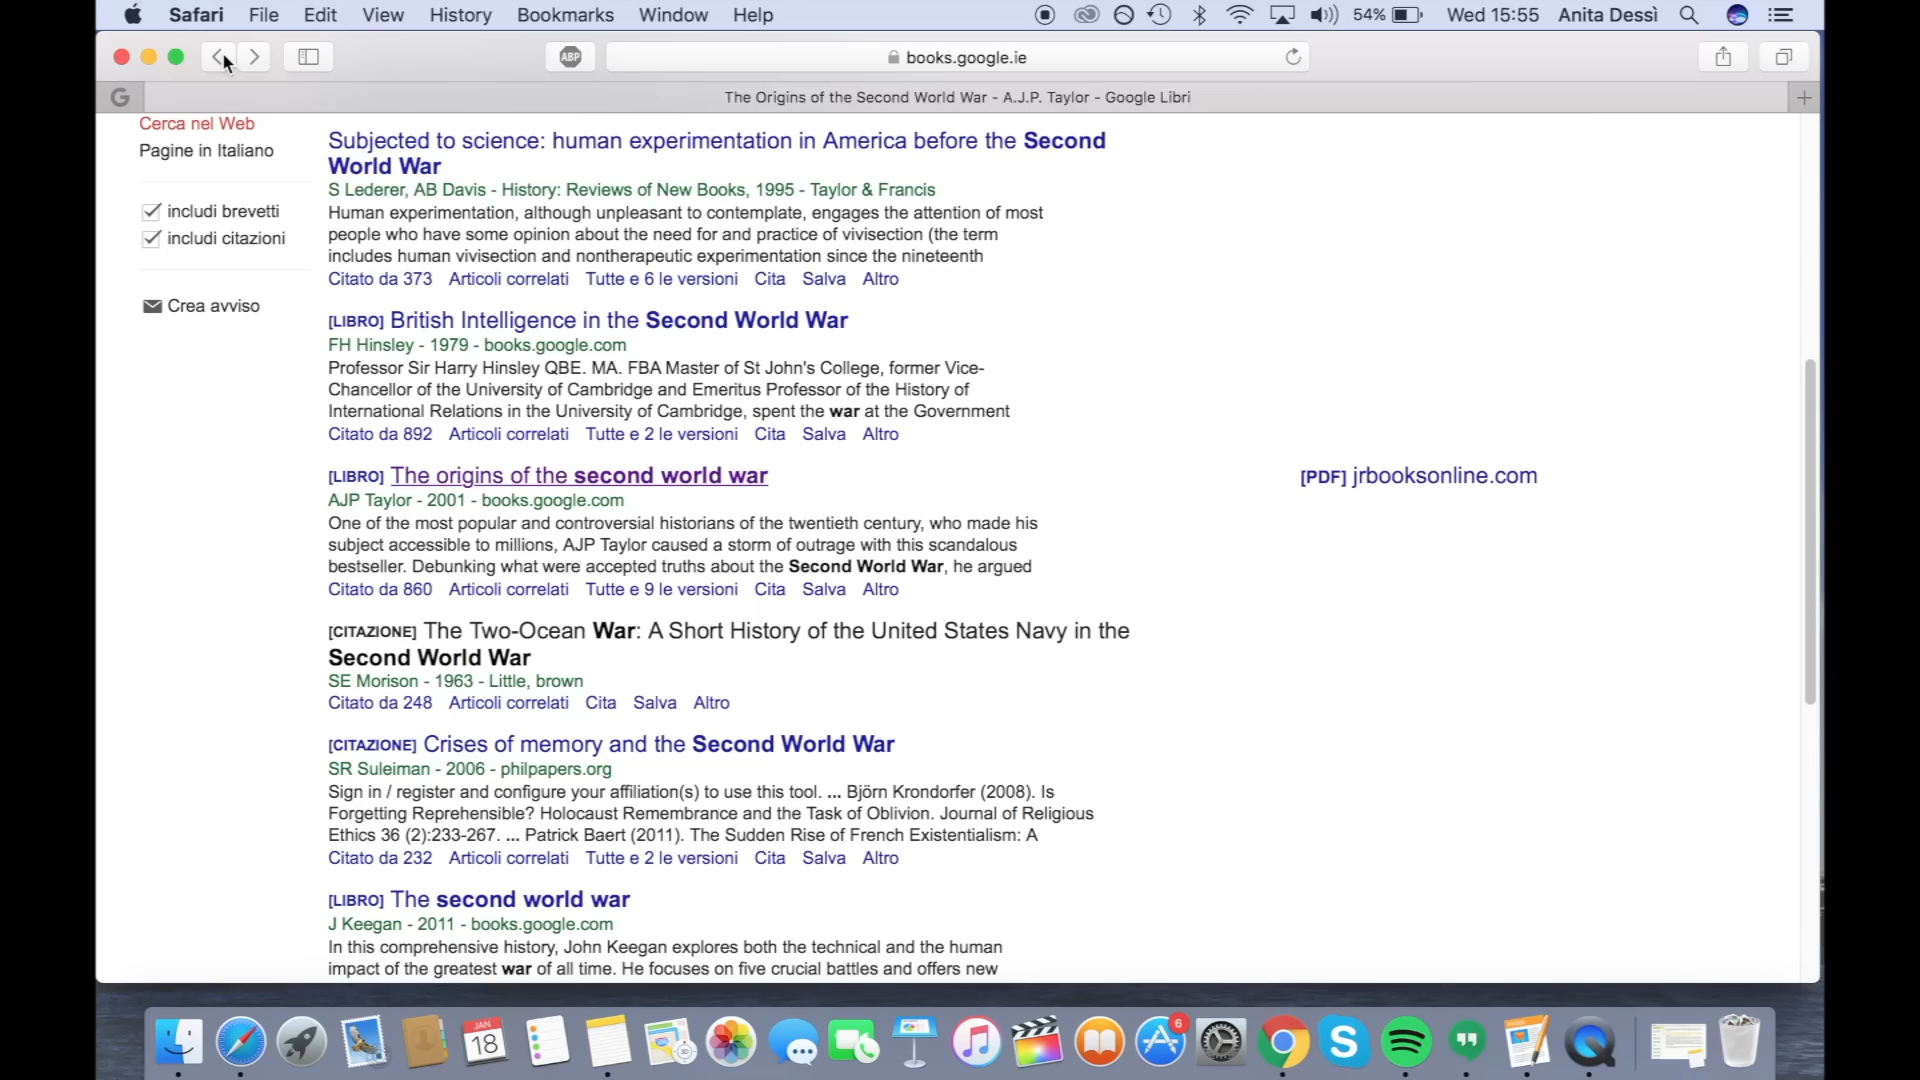 Safari File Edit View History Bookmarks Window Help 54% Wed 15:55 Anita Dessì
ABP books.google.ie
G The Origins of the Second World War - A.J.P. Taylor - Google Libri
Cerca nel Web
Pagine in Italiano
includi brevetti
includi citazioni
Crea avviso
Subjected to science: human experimentation in America before the Second
World War
S Lederer, AB Davis - History: Reviews of New Books, 1995 - Taylor & Francis
Human experimentation, although unpleasant to contemplate, engages the attention of most
people who have some opinion about the need for and practice of vivisection (the term
includes human vivisection and nontherapeutic experimentation since the nineteenth
Citato da 373 Articoli correlati Tutte e 6 le versioni Cita Salva Altro
[LIBRO] British Intelligence in the Second World War
FH Hinsley - 1979 - books.google.com
Professor Sir Harry Hinsley QBE. MA. FBA Master of St John's College, former Vice-
Chancellor of the University of Cambridge and Emeritus Professor of the History of
International Relations in the University of Cambridge, spent the war at the Government
Citato da 892 Articoli correlati Tutte e 2 le versioni Cita Salva Altro
[LIBRO] The origins of the second world war
[PDF] jrbooksonline.com
AJP Taylor - 2001 - books.google.com
One of the most popular and controversial historians of the twentieth century, who made his
subject accessible to millions, AJP Taylor caused a storm of outrage with this scandalous
bestseller. Debunking what were accepted truths about the Second World War, he argued
Citato da 860 Articoli correlati Tutte e 9 le versioni Cita Salva Altro
[CITAZIONE] The Two-Ocean War: A Short History of the United States Navy in the
Second World War
SE Morison - 1963 - Little, brown
Citato da 248 Articoli correlati Cita Salva Altro
[CITAZIONE] Crises of memory and the Second World War
SR Suleiman - 2006 - philpapers.org
Sign in / register and configure your affiliation(s) to use this tool. ... Björn Krondorfer (2008). Is
Forgetting Reprehensible? Holocaust Remembrance and the Task of Oblivion. Journal of Religious
Ethics 36 (2):233-267. ... Patrick Baert (2011). The Sudden Rise of French Existentialism: A
Citato da 232 Articoli correlati Tutte e 2 le versioni Cita Salva Altro
[LIBRO] The second world war
J Keegan - 2011 - books.google.com
In this comprehensive history, John Keegan explores both the technical and the human
impact of the greatest war of all time. He focuses on five crucial battles and offers new
JAN
18
6